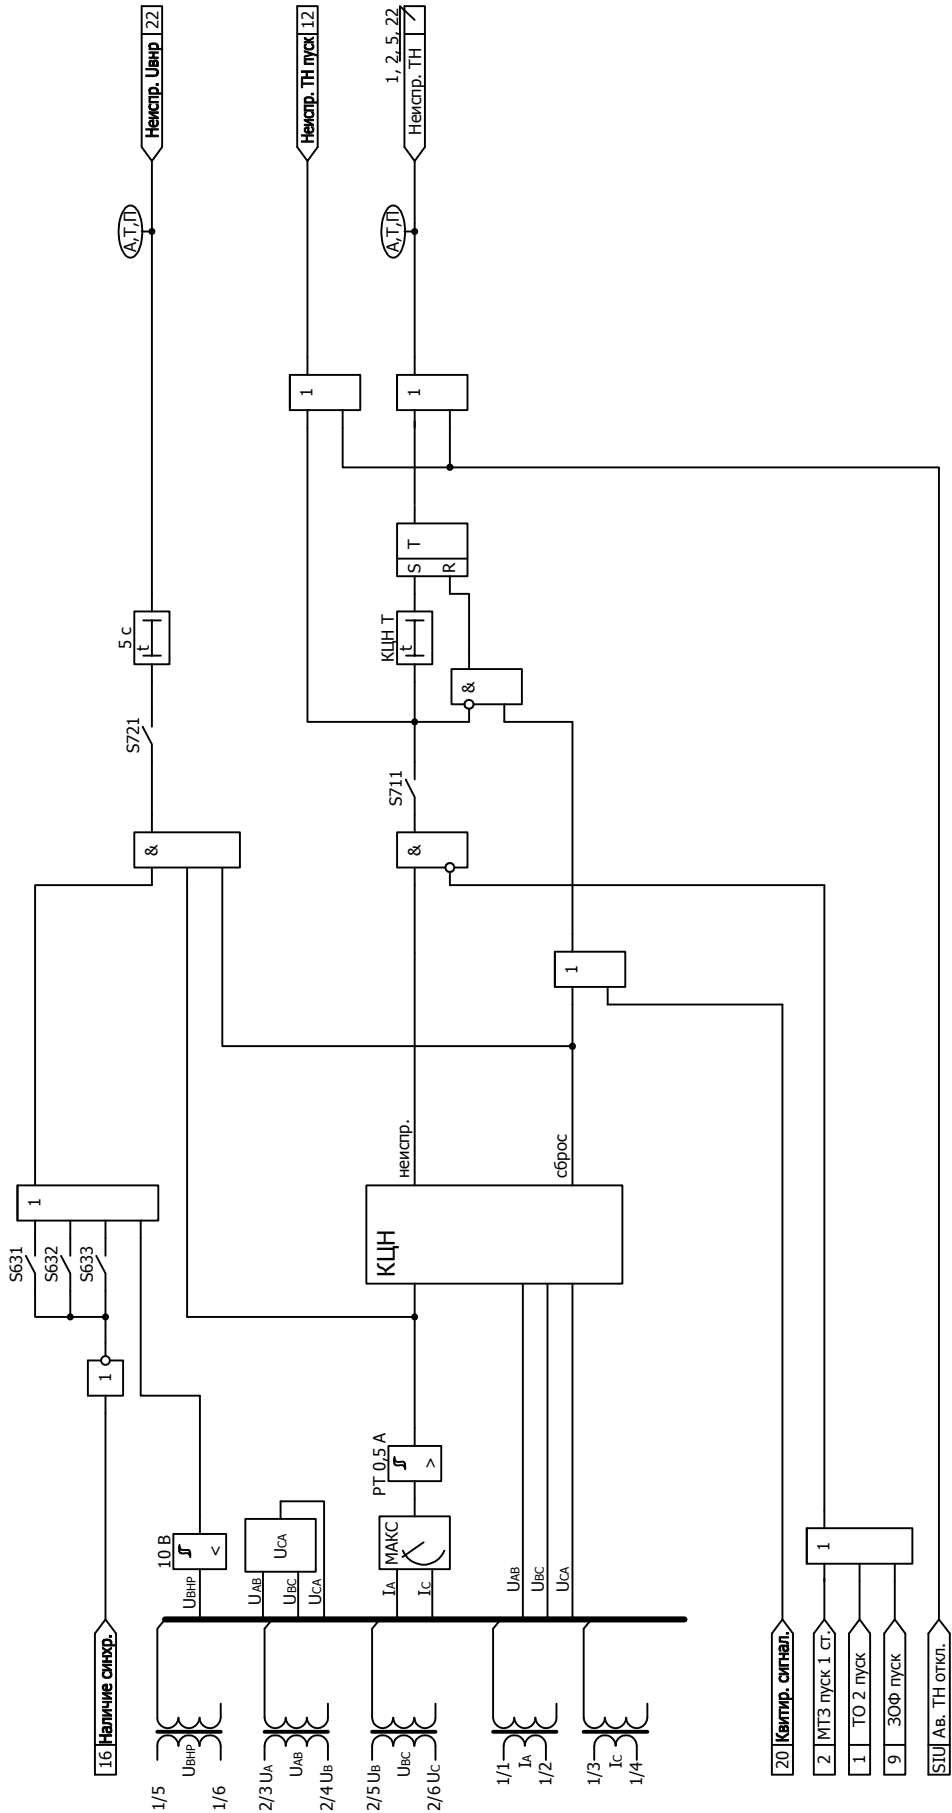 Неиспр. Uвнр 22
Неиспр. ТН пуск 12
1, 2, 5, 22
Неиспр. ТН
А,Т,П
А,Т,П
1
1
T
S
R
5 с
t
КЦН Т
t
&
S721
S711
&
&
1
неиспр.
сброс
1
S631
S632
S633
КЦН
1
РТ 0,5 А
>
10 В
<
UCA
МАКС
UВНР
UAB
UBC
UCA
IA
IC
UAB
UBC
UCA
1
16 Наличие синхр.
20 Квитир. сигнал.
2 МТЗ пуск 1 ст.
1 ТО 2 пуск
9 ЗОФ пуск
SIU Ав. ТН откл.
1/5
UВНР
1/6
2/3 UA
UAB
2/4 UB
2/5 UB
UBC
2/6 UC
1/1
IA
1/2
1/3
IC
1/4